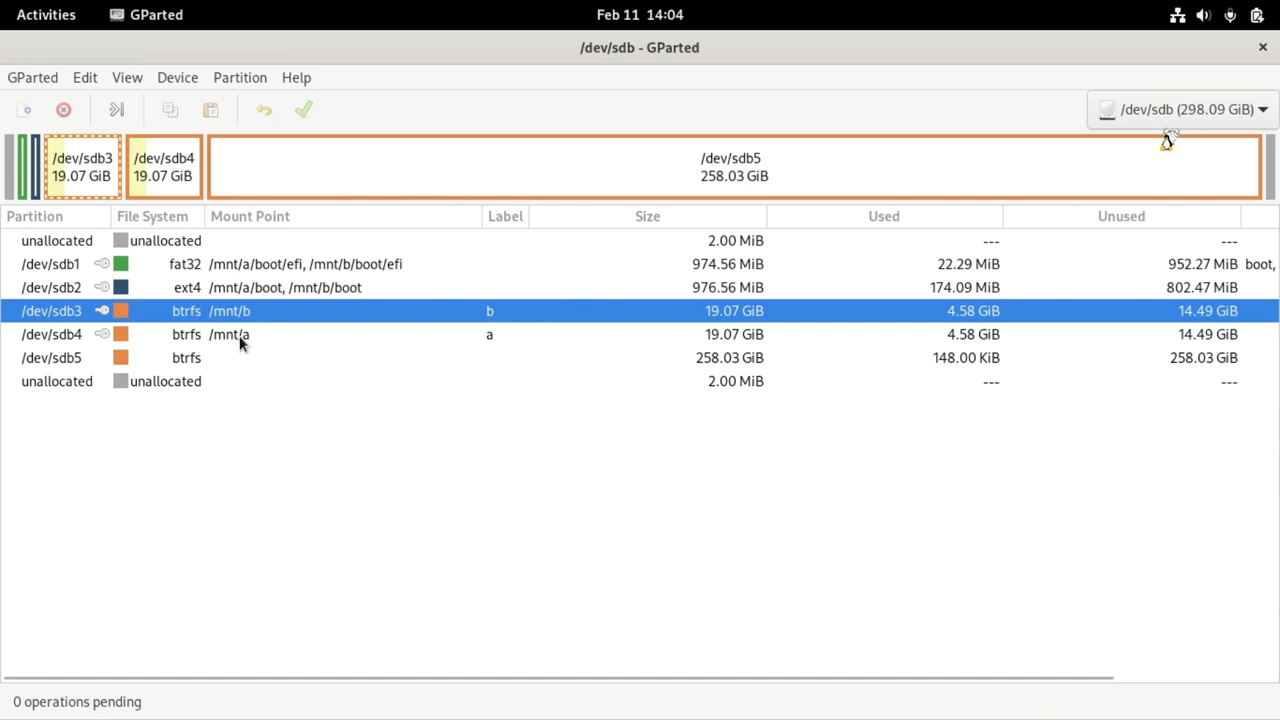 Activities GParted Feb 11 14:04
/dev/sdb - GParted
GParted Edit View Device Partition Help
/dev/sdb (298.09 GiB)
/dev/sdb3 /dev/sdb4 /dev/sdb5
19.07 GiB 19.07 GiB 258.03 GiB
Partition File System Mount Point Label Size Used Unused
unallocated unallocated 2.00 MiB --- ---
/dev/sdb1 fat32 /mnt/a/boot/efi, /mnt/b/boot/efi 974.56 MiB 22.29 MiB 952.27 MiB boot,
/dev/sdb2 ext4 /mnt/a/boot, /mnt/b/boot 976.56 MiB 174.09 MiB 802.47 MiB
/dev/sdb3 btrfs /mnt/b b 19.07 GiB 4.58 GiB 14.49 GiB
/dev/sdb4 btrfs /mnt/a a 19.07 GiB 4.58 GiB 14.49 GiB
/dev/sdb5 btrfs 258.03 GiB 148.00 KiB 258.03 GiB
unallocated unallocated 2.00 MiB --- ---
0 operations pending